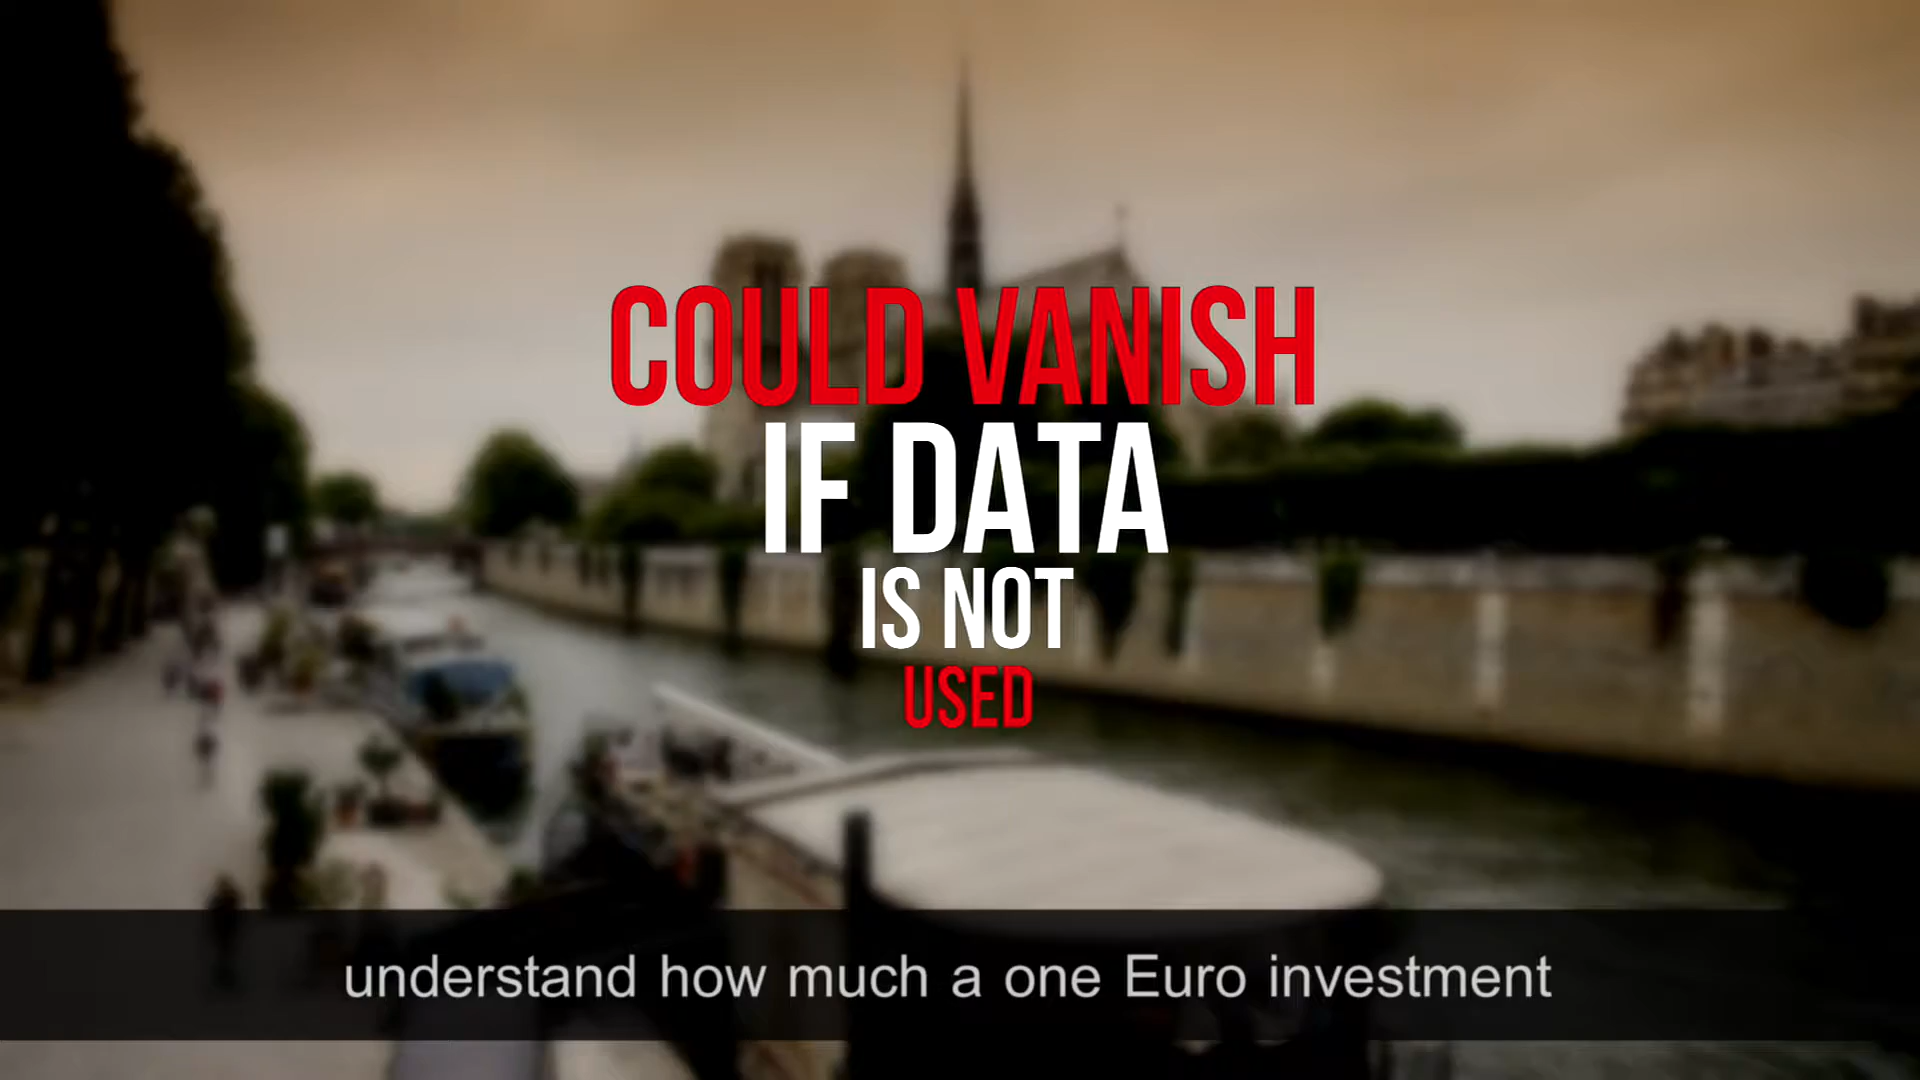 COULD VANISH
IF DATA
IS NOT
USED
understand how much a one Euro investment